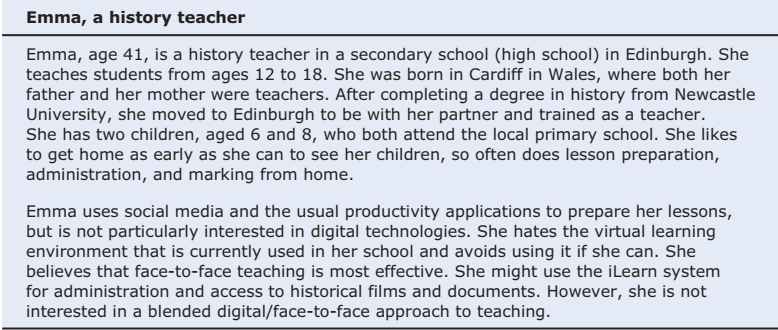 Emma, a history teacher
Emma, age 41, is a history teacher in a secondary school (high school) in Edinburgh. She
teaches students from ages 12 to 18. She was born in Cardiff in Wales, where both her
father and her mother were teachers. After completing a degree in history from Newcastle
University, she moved to Edinburgh to be with her partner and trained as a teacher.
She has two children, aged 6 and 8, who both attend the local primary school. She likes
to get home as early as she can to see her children, so often does lesson preparation,
administration, and marking from home.
Emma uses social media and the usual productivity applications to prepare her lessons,
but is not particularly interested in digital technologies. She hates the virtual learning
environment that is currently used in her school and avoids using it if she can. She
believes that face-to-face teaching is most effective. She might use the iLearn system
for administration and access to historical films and documents. However, she is not
interested in a blended digital/face-to-face approach to teaching.